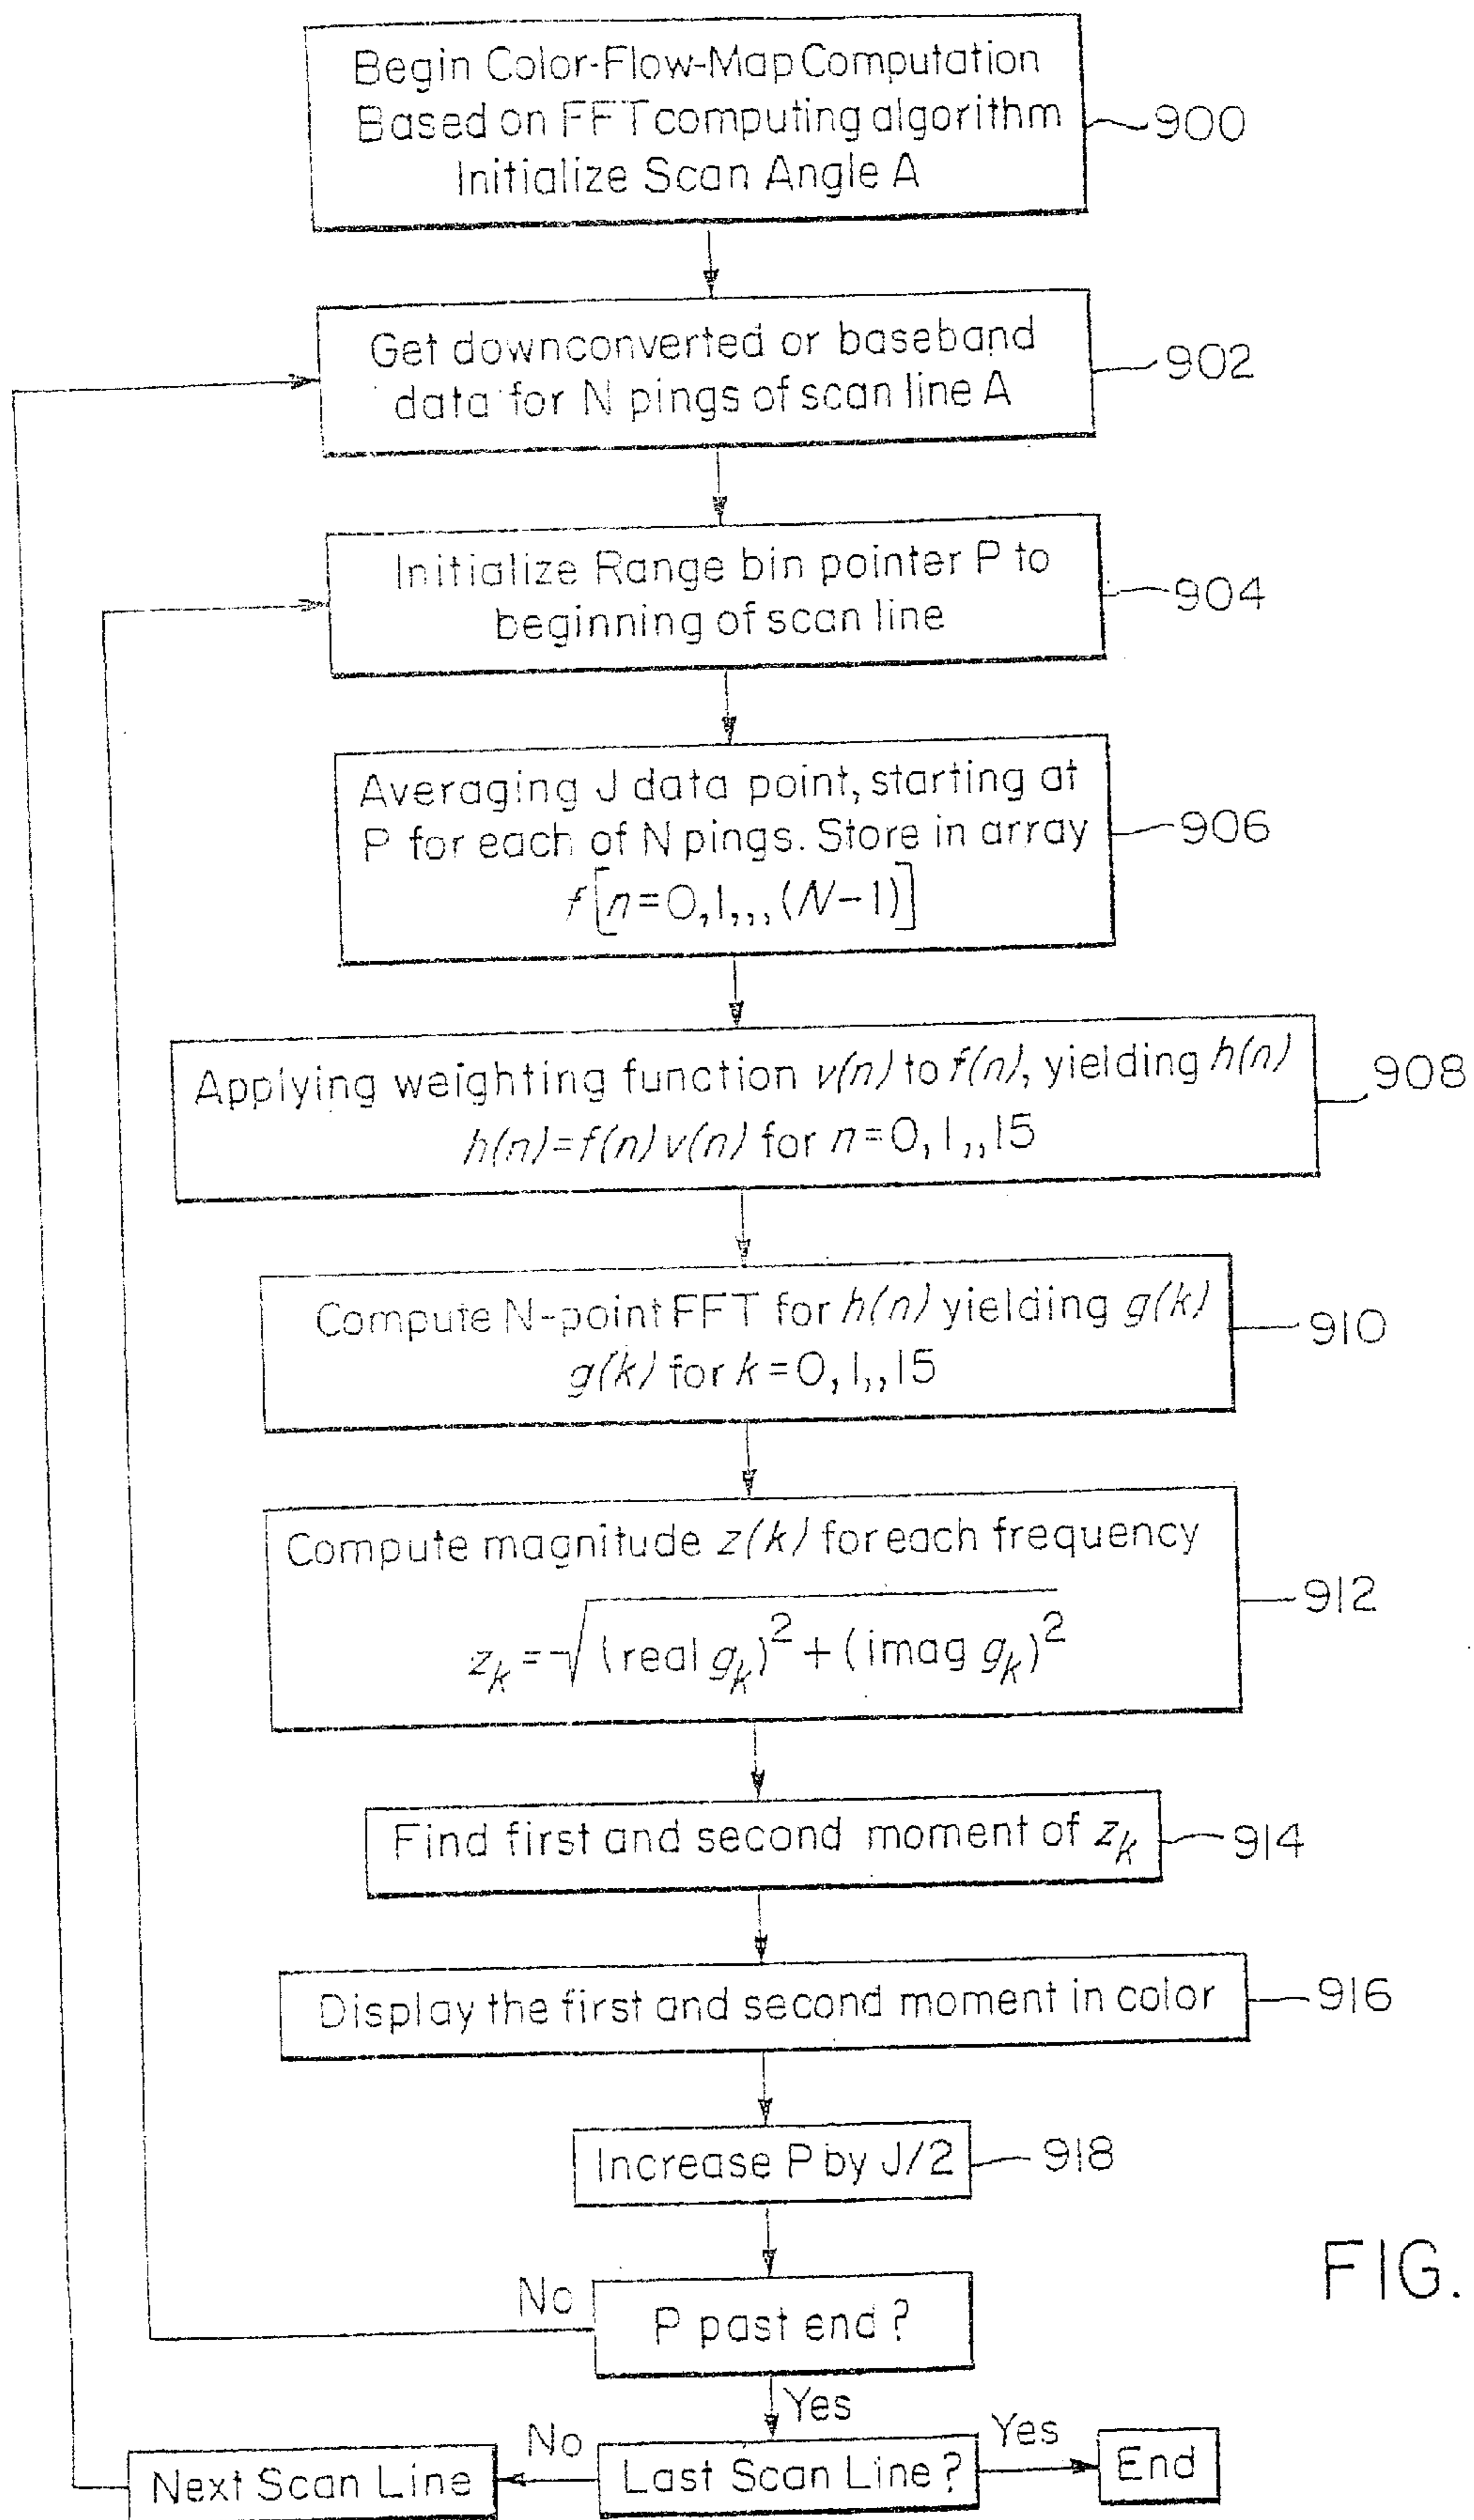 Begin Color-Flow-Map Computation
Based on FFT computing algorithm
Initialize Scan Angle A
900
Get downconverted or baseband
data for N pings of scan line A
902
Initialize Range bin pointer P to
beginning of scan line
904
Averaging J data point, starting at
P for each of N pings. Store in array
f[n=0,1,,,(N-1)]
906
Applying weighting function v(n) to f(n), yielding h(n)
h(n)=f(n)v(n) for n=0,1,,,15
908
Compute N-point FFT for h(n) yielding g(k)
g(k) for k=0,1,,,15
910
Compute magnitude z(k) for each frequency
z_k=√(real g_k)²+(imag g_k)²
912
Find first and second moment of z_k
914
Display the first and second moment in color
916
Increase P by J/2
918
No
P past end?
FIG.
Yes
No
Yes
Next Scan Line
Last Scan Line?
End